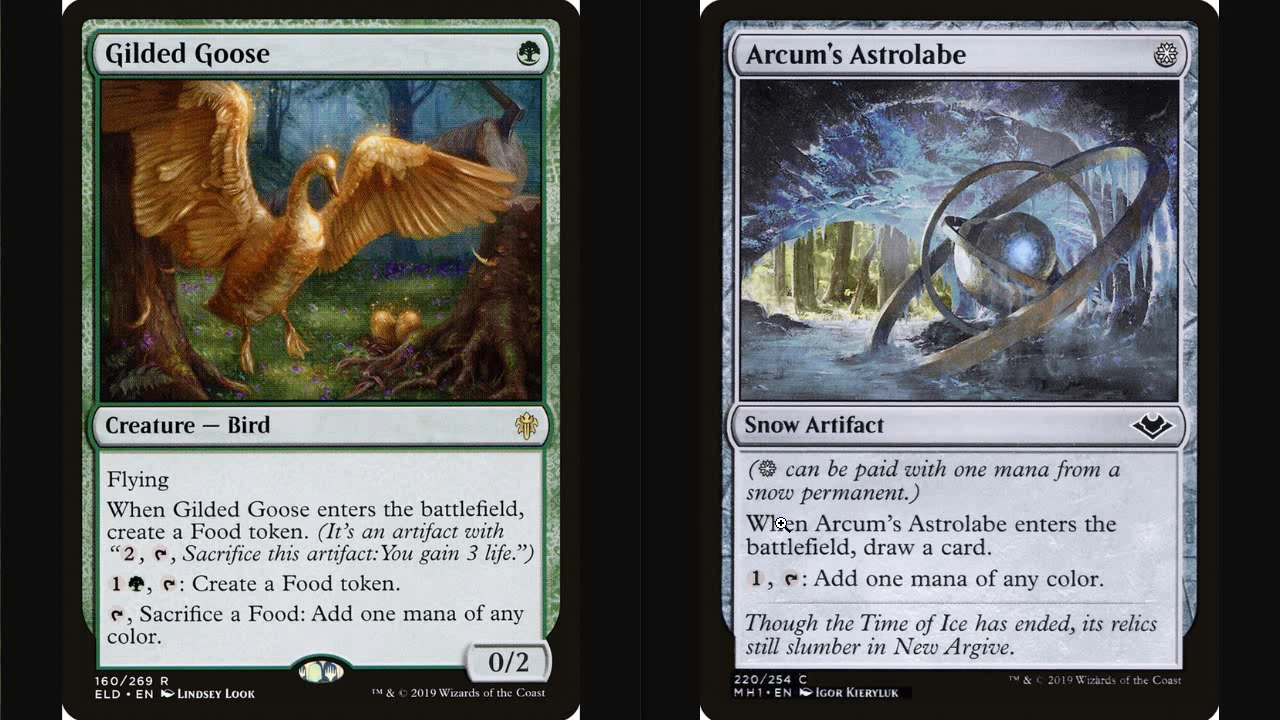 Gilded Goose
Creature — Bird
Flying
When Gilded Goose enters the battlefield,
create a Food token. (It's an artifact with
“2, , Sacrifice this artifact:You gain 3 life.”)
1 , : Create a Food token.
, Sacrifice a Food: Add one mana of any
color.
0/2
160/269 R
ELD • EN LINDSEY LOOK
™ & © 2019 Wizards of the Coast
Arcum's Astrolabe
Snow Artifact
( can be paid with one mana from a
snow permanent.)
When Arcum's Astrolabe enters the
battlefield, draw a card.
1, : Add one mana of any color.
Though the Time of Ice has ended, its relics
still slumber in New Argive.
220/254 C
MH1 • EN IGOR KIERYLUK
™ & © 2019 Wizards of the Coast